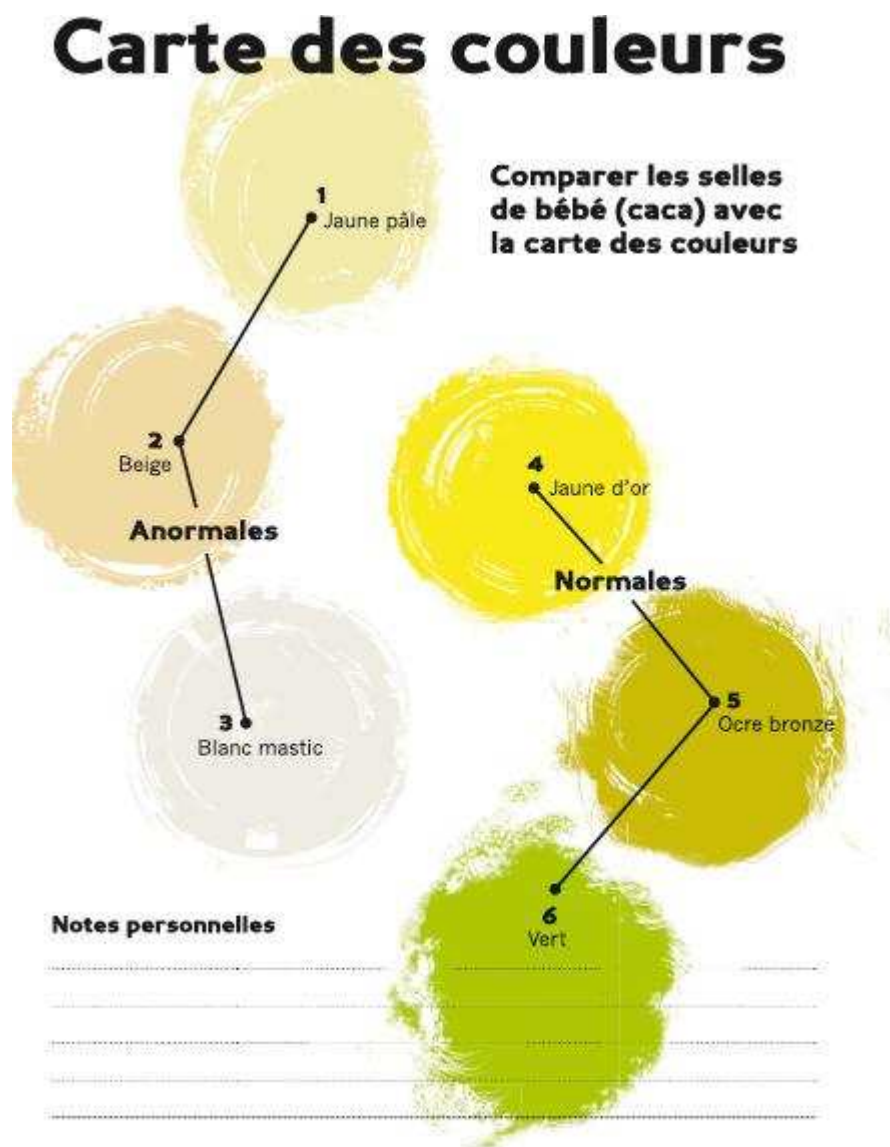 Carte des couleurs
Comparer les selles
de bébé (caca) avec
la carte des couleurs
1
Jaune pâle
2
Beige
Anormales
3
Blanc mastic
4
Jaune d'or
Normales
5
Ocre bronze
6
Vert
Notes personnelles